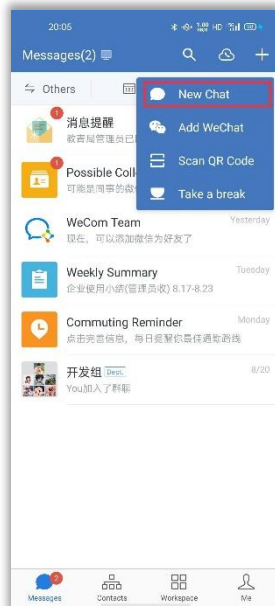 20:05
HD 5G
Messages(2)
Others
New Chat
Add WeChat
Scan QR Code
Take a break
消息提醒
教育局管理员已
Possible Coll
可能是同事的微
WeCom Team
Yesterday
现在，可以添加微信为好友了
Weekly Summary
Tuesday
企业使用小结(管理员收) 8.17-8.23
Commuting Reminder
Monday
点击完善信息，每日提醒你最佳通勤路线
开发组 Dept.
8/20
You加入了群聊
2
Messages
Contacts
Workspace
Me